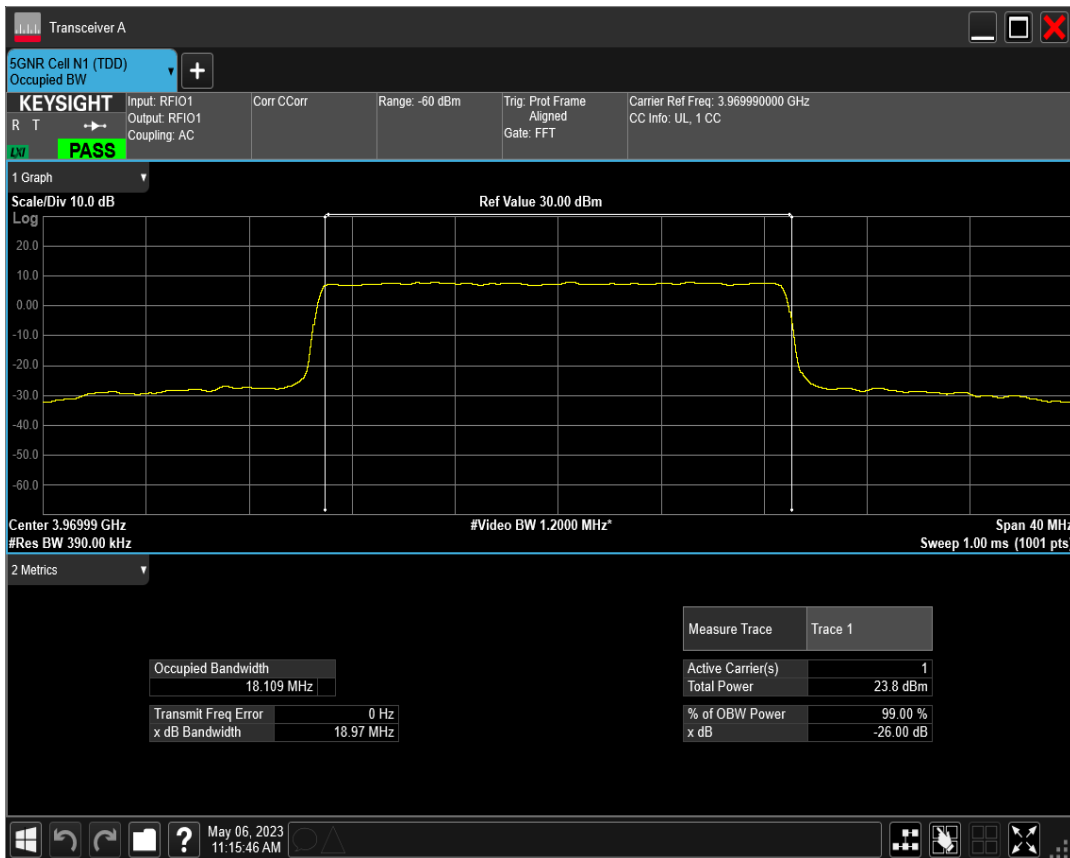 Transceiver A
5GNR Cell N1 (TDD)
Occupied BW
KEYSIGHT
R T
LXI
PASS
Input: RFIO1
Output: RFIO1
Coupling: AC
Corr CCorr
Range: -60 dBm
Trig: Prot Frame
Aligned
Gate: FFT
Carrier Ref Freq: 3.969990000 GHz
CC Info: UL, 1 CC
1 Graph
Scale/Div 10.0 dB
Ref Value 30.00 dBm
Log
20.0
10.0
0.00
-10.0
-20.0
-30.0
-40.0
-50.0
-60.0
Center 3.96999 GHz
#Video BW 1.2000 MHz*
Span 40 MHz
#Res BW 390.00 kHz
Sweep 1.00 ms (1001 pts)
2 Metrics
Measure Trace Trace 1
Occupied Bandwidth
18.109 MHz
Active Carrier(s) 1
Total Power 23.8 dBm
Transmit Freq Error 0 Hz
x dB Bandwidth 18.97 MHz
% of OBW Power 99.00 %
x dB -26.00 dB
May 06, 2023
11:15:46 AM